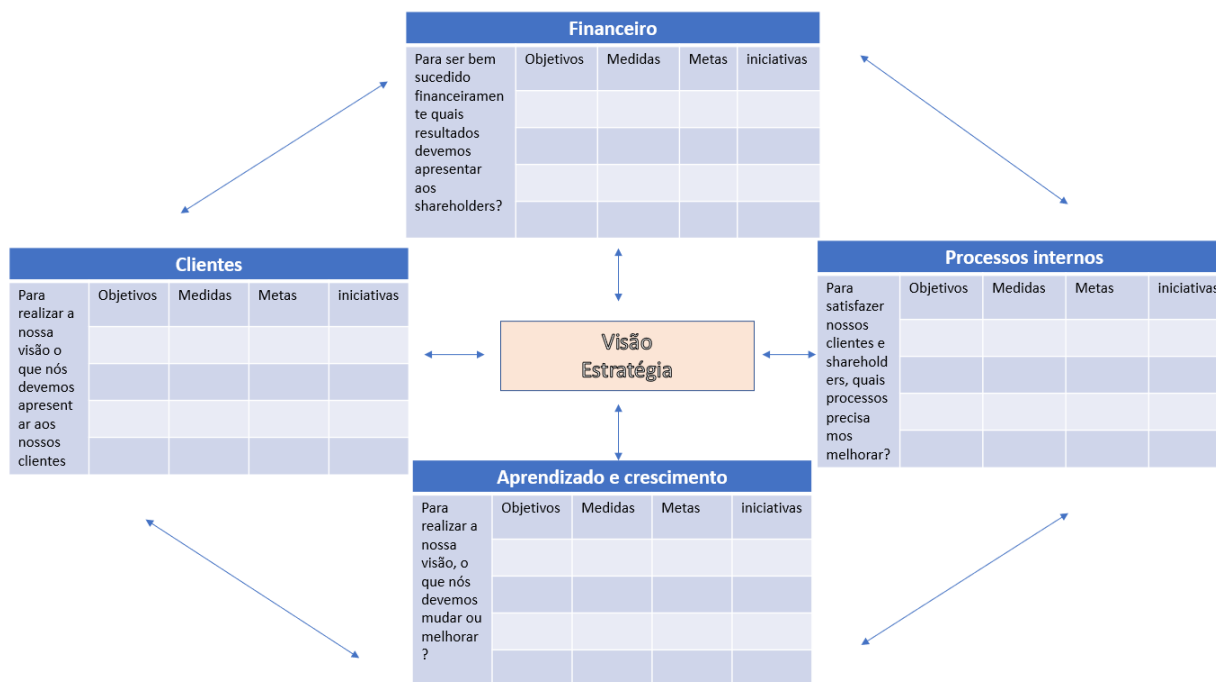 Financeiro
Para ser bem
sucedido
financeiramen
te quais
resultados
devemos
apresentar
aos
shareholders?
Objetivos
Medidas
Metas
iniciativas
Clientes
Para
realizar a
nossa
visão o
que nós
devemos
apresent
ar aos
nossos
clientes
Objetivos
Medidas
Metas
iniciativas
Visão
Estratégia
Processos internos
Para
satisfazer
nossos
clientes e
sharehold
ers, quais
processos
precisa
mos
melhorar?
Objetivos
Medidas
Metas
iniciativas
Aprendizado e crescimento
Para
realizar a
nossa
visão, o
que nós
devemos
mudar ou
melhorar
?
Objetivos
Medidas
Metas
iniciativas